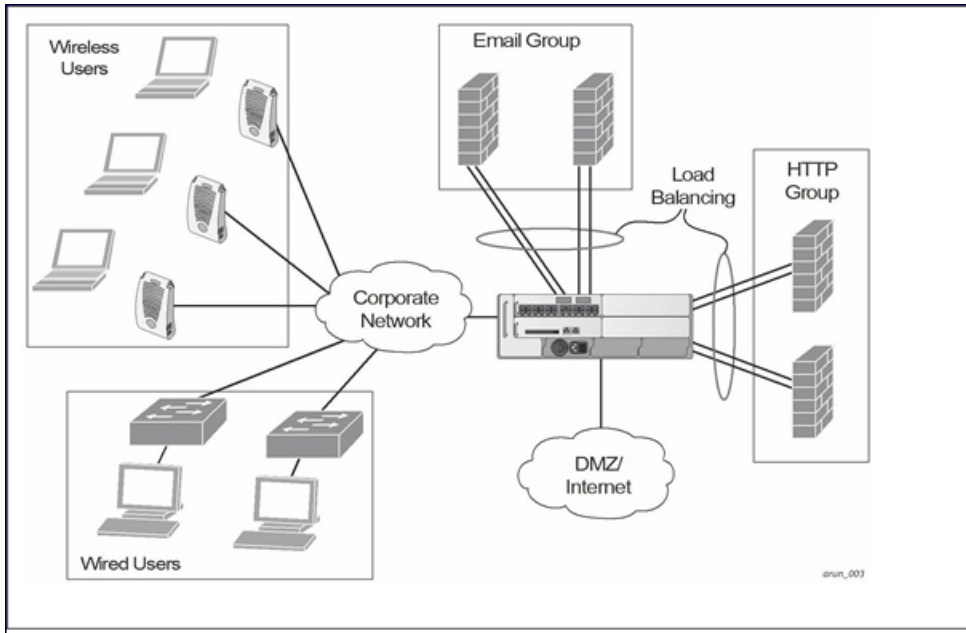 Wireless
Users
Email Group
Load
Balancing
HTTP
Group
Corporate
Network
DMZ/
Internet
Wired Users
arun_003